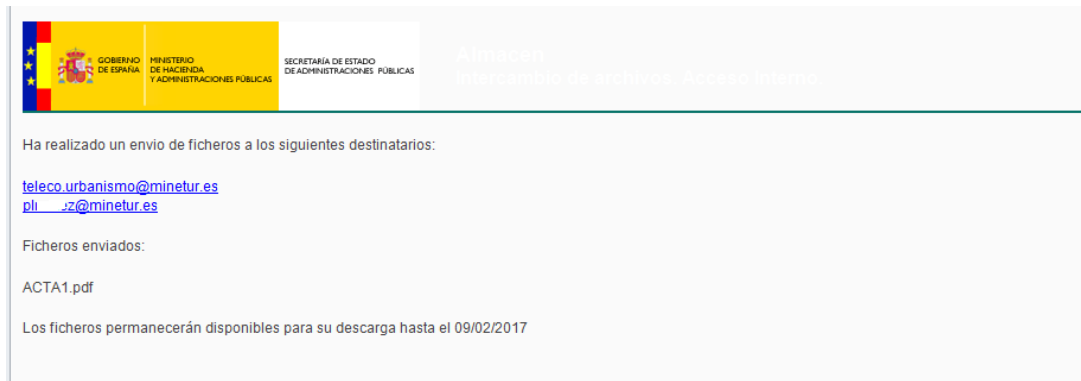 GOBIERNO
DE ESPAÑA
MINISTERIO
DE HACIENDA
Y ADMINISTRACIONES PÚBLICAS
SECRETARÍA DE ESTADO
DE ADMINISTRACIONES PÚBLICAS
Almacén
Intercambio de archivos. Acceso Interno
Ha realizado un envio de ficheros a los siguientes destinatarios:
teleco.urbanismo@minetur.es
ez@minetur.es
Ficheros enviados:
ACTA1.pdf
Los ficheros permanecerán disponibles para su descarga hasta el 09/02/2017